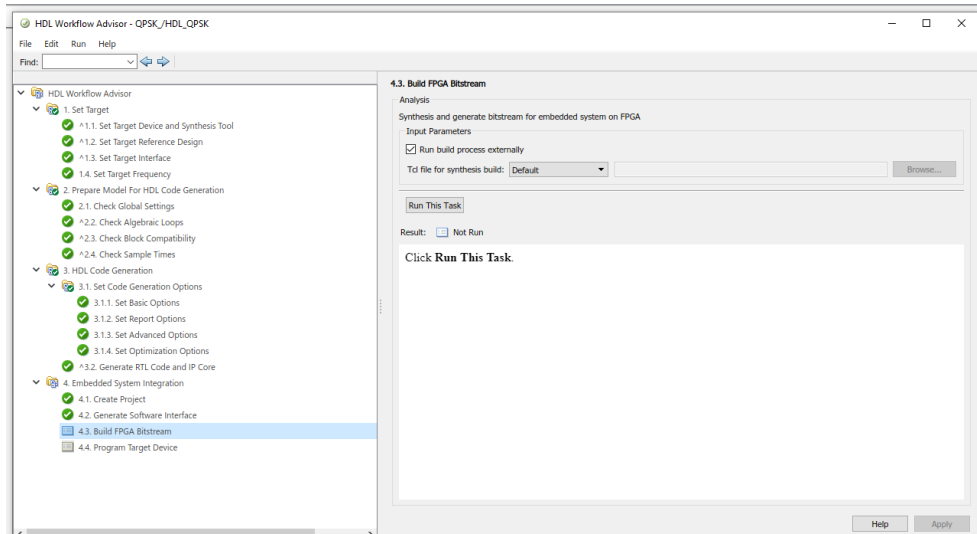 HDL Workflow Advisor - QPSK_/HDL_QPSK
File Edit Run Help
Find:
HDL Workflow Advisor
1. Set Target
^1.1. Set Target Device and Synthesis Tool
^1.2. Set Target Reference Design
^1.3. Set Target Interface
1.4. Set Target Frequency
2. Prepare Model For HDL Code Generation
2.1. Check Global Settings
^2.2. Check Algebraic Loops
^2.3. Check Block Compatibility
^2.4. Check Sample Times
3. HDL Code Generation
3.1. Set Code Generation Options
3.1.1. Set Basic Options
3.1.2. Set Report Options
3.1.3. Set Advanced Options
3.1.4. Set Optimization Options
^3.2. Generate RTL Code and IP Core
4. Embedded System Integration
4.1. Create Project
4.2. Generate Software Interface
4.3. Build FPGA Bitstream
4.4. Program Target Device
4.3. Build FPGA Bitstream
Analysis
Synthesis and generate bitstream for embedded system on FPGA
Input Parameters
Run build process externally
Tcl file for synthesis build: Default Browse...
Run This Task
Result: Not Run
Click Run This Task.
Help Apply